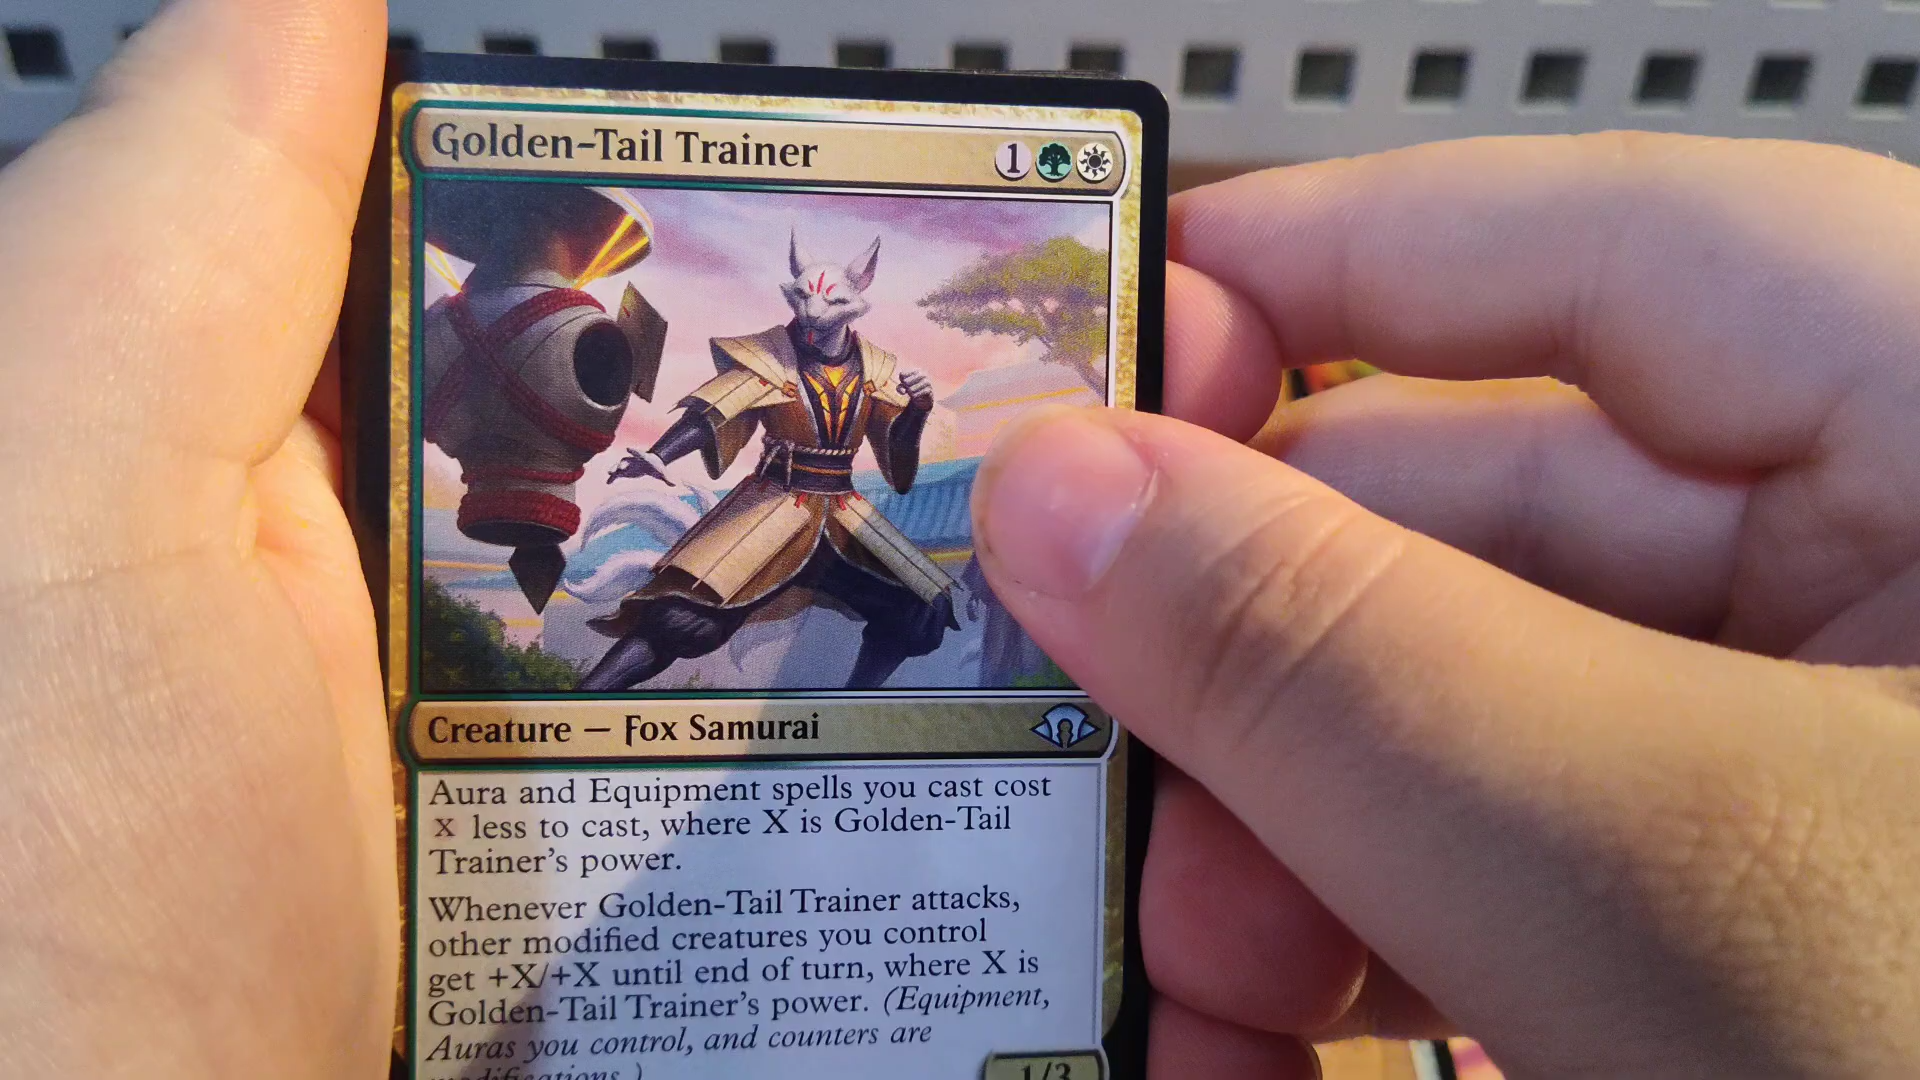 Golden-Tail Trainer 1
Creature — Fox Samurai
Aura and Equipment spells you cast cost
X less to cast, where X is Golden-Tail
Trainer's power.
Whenever Golden-Tail Trainer attacks,
other modified creatures you control
get +X/+X until end of turn, where X is
Golden-Tail Trainer's power. (Equipment,
Auras you control, and counters are
modifications.)
1/3